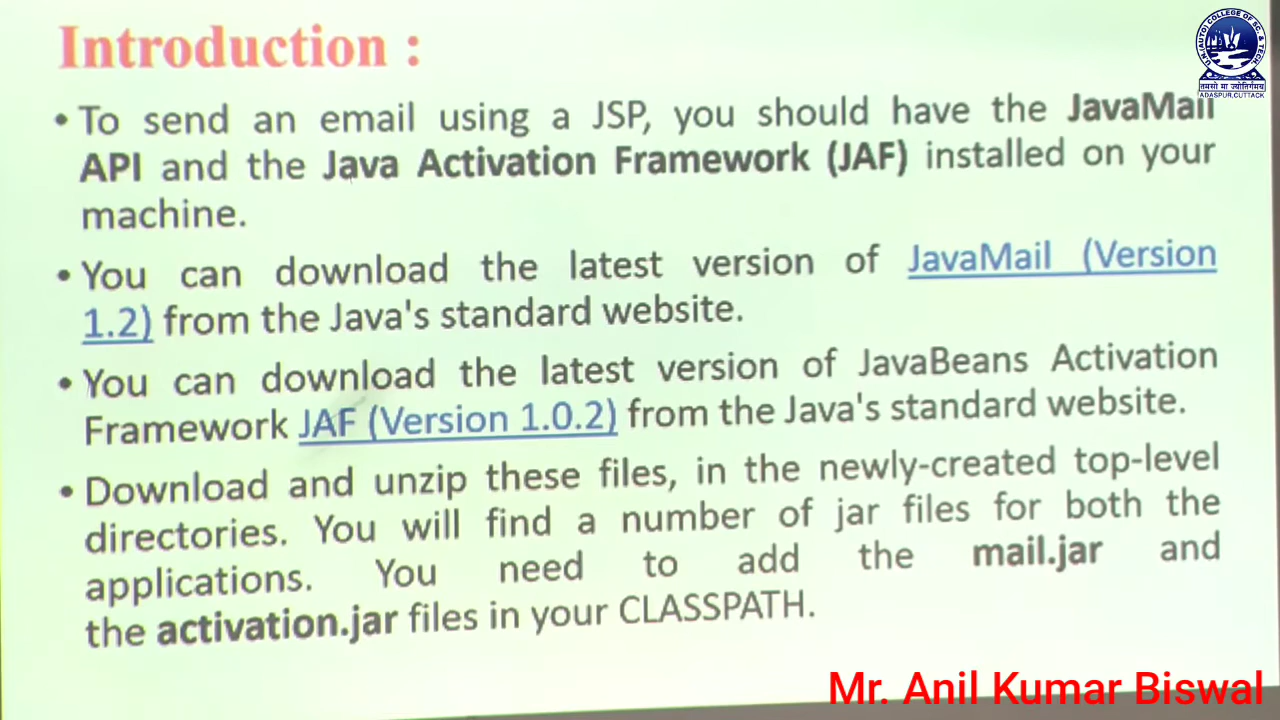 Introduction :
• To send an email using a JSP, you should have the JavaMail
API and the Java Activation Framework (JAF) installed on your
machine.
• You can download the latest version of JavaMail (Version
1.2) from the Java's standard website.
• You can download the latest version of JavaBeans Activation
Framework JAF (Version 1.0.2) from the Java's standard website.
• Download and unzip these files, in the newly-created top-level
directories. You will find a number of jar files for both the
applications. You need to add the mail.jar and
the activation.jar files in your CLASSPATH.
तमसो मा ज्योतिर्गमय
ADASPUR,CUTTACK
Mr. Anil Kumar Biswal